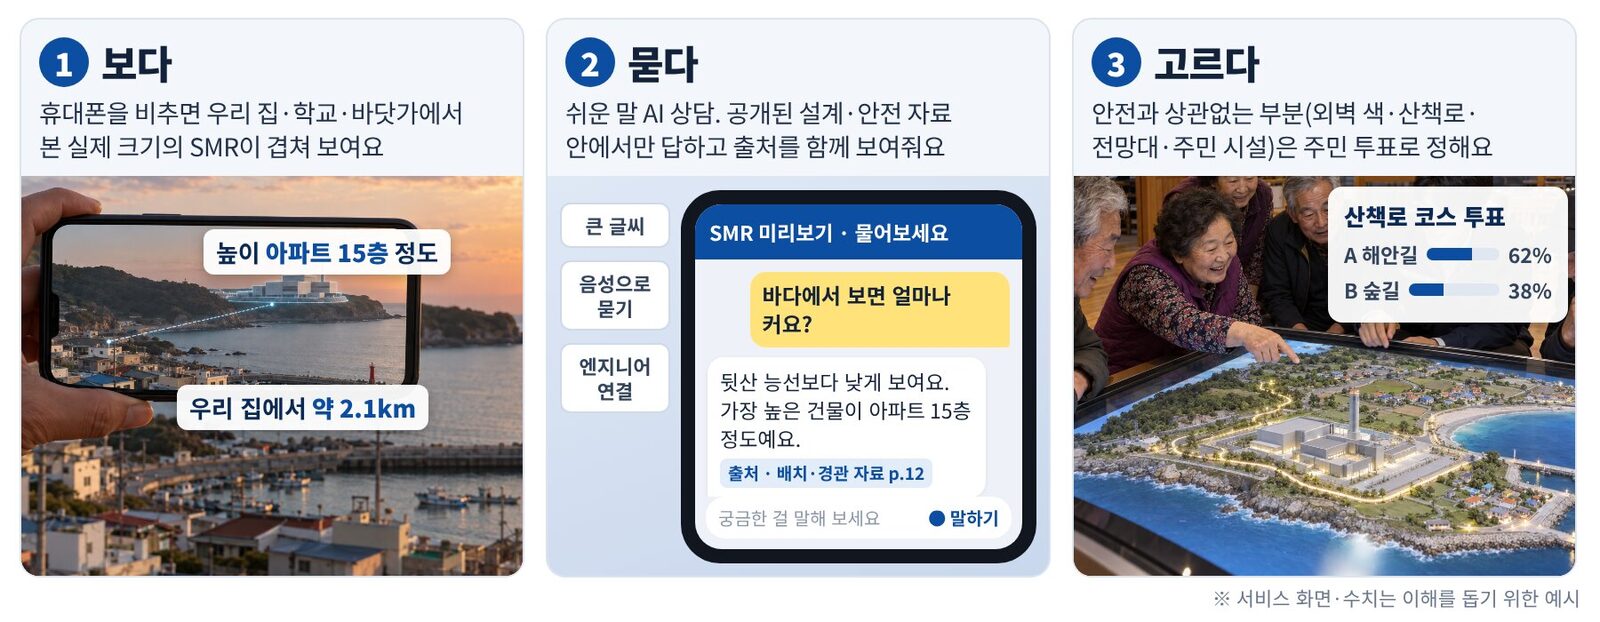 1 보다
휴대폰을 비추면 우리 집·학교·바닷가에서
본 실제 크기의 SMR이 겹쳐 보여요
높이 아파트 15층 정도
우리 집에서 약 2.1km
2 묻다
쉬운 말 AI 상담. 공개된 설계·안전 자료
안에서만 답하고 출처를 함께 보여줘요
큰 글씨
음성으로
묻기
엔지니어
연결
SMR 미리보기 · 물어보세요
바다에서 보면 얼마나
커요?
뒷산 능선보다 낮게 보여요.
가장 높은 건물이 아파트 15층
정도예요.
출처 · 배치·경관 자료 p.12
궁금한 걸 말해 보세요
말하기
3 고르다
안전과 상관없는 부분(외벽 색·산책로·
전망대·주민 시설)은 주민 투표로 정해요
산책로 코스 투표
A 해안길 62%
B 숲길 38%
※ 서비스 화면·수치는 이해를 돕기 위한 예시